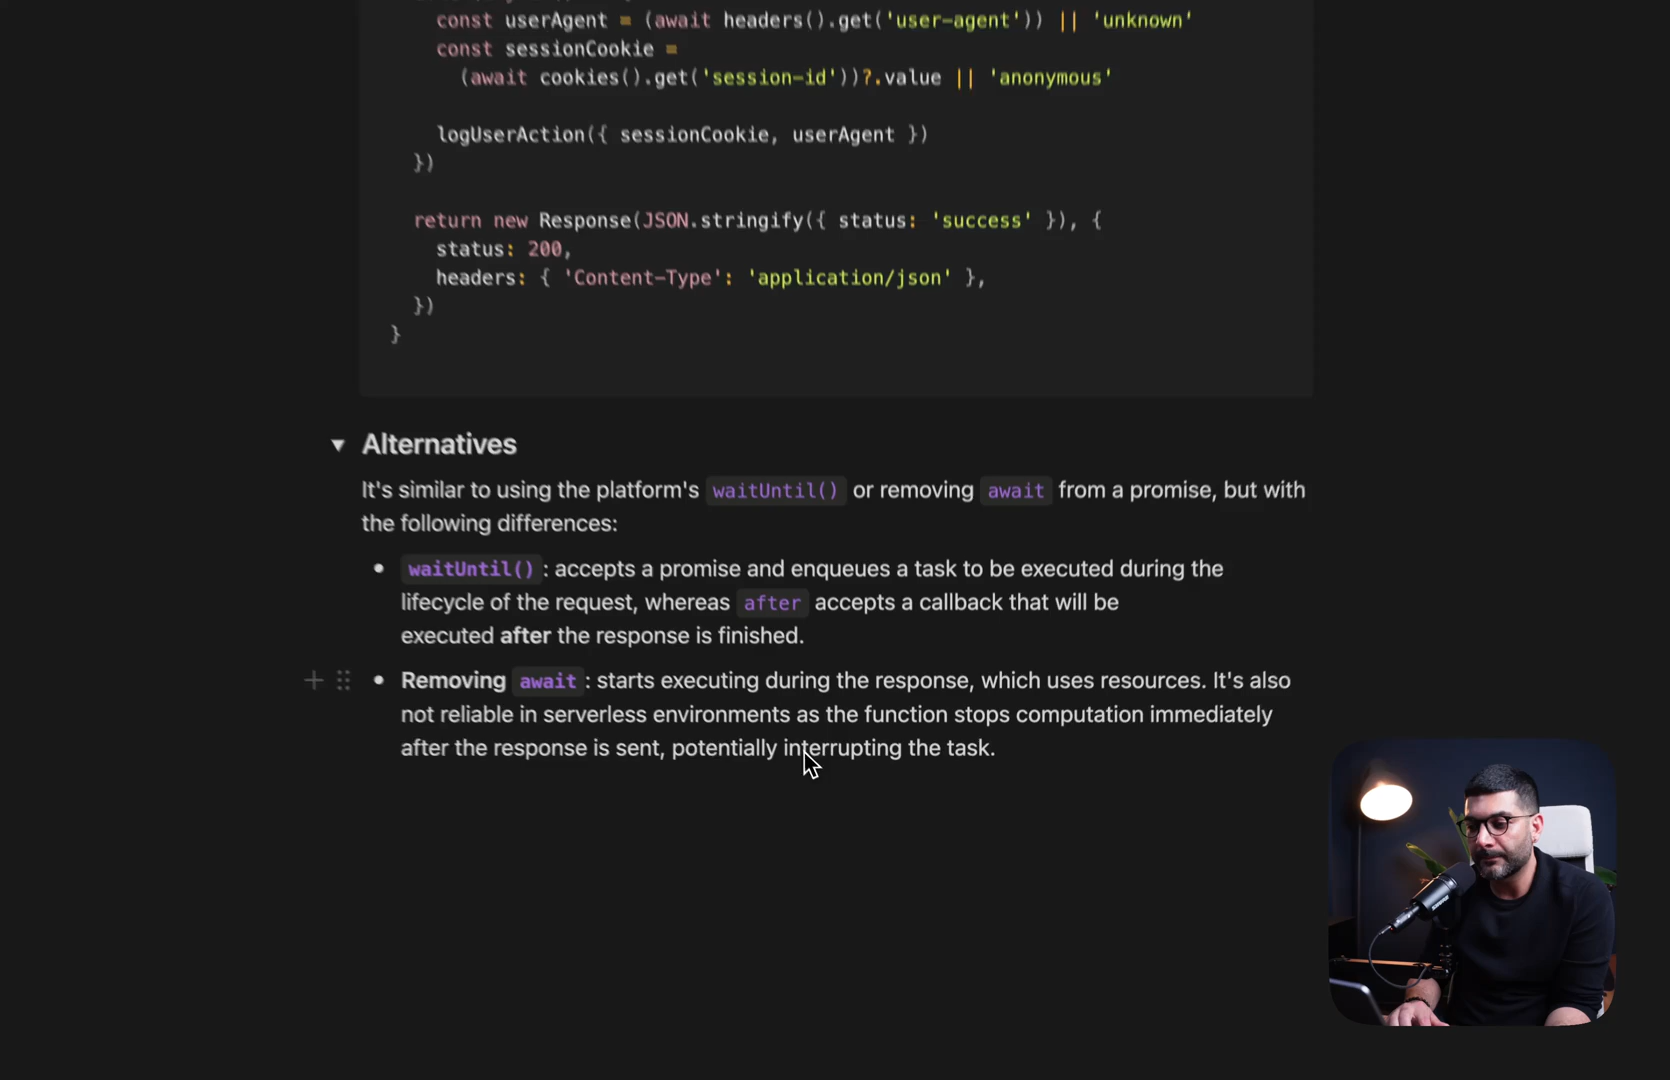 const userAgent = (await headers().get('user-agent')) || 'unknown'
const sessionCookie =
(await cookies().get('session-id'))?.value || 'anonymous'
logUserAction({ sessionCookie, userAgent })
})
return new Response(JSON.stringify({ status: 'success' }), {
status: 200,
headers: { 'Content-Type': 'application/json' },
})
}
Alternatives
It's similar to using the platform's waitUntil() or removing await from a promise, but with
the following differences:
• waitUntil() : accepts a promise and enqueues a task to be executed during the
lifecycle of the request, whereas after accepts a callback that will be
executed after the response is finished.
• Removing await : starts executing during the response, which uses resources. It's also
not reliable in serverless environments as the function stops computation immediately
after the response is sent, potentially interrupting the task.